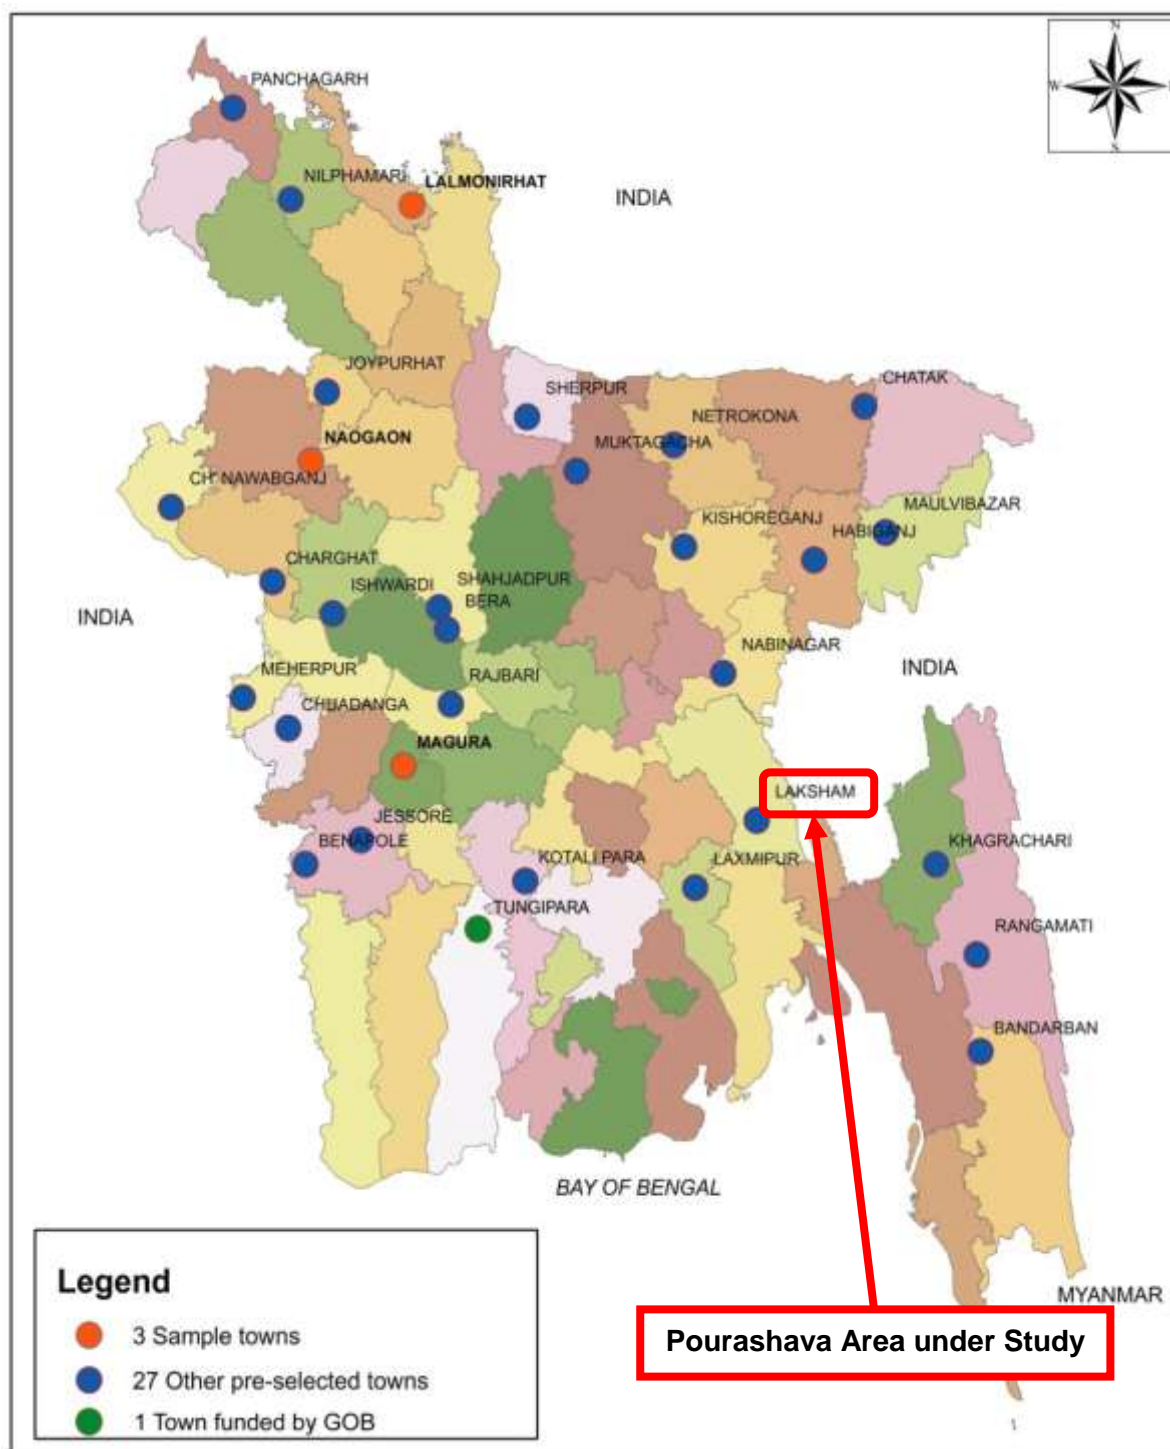 N
W
S
PANCHAGARH
NILPHAMARI
LALMONIRHAT
INDIA
JOYPURHAT
SHERPUR
CHATAK
NETROKONA
NAOGAON
MUKTAGACHA
CH' NAWABGANJ
MAULVIBAZAR
KISHOREGANJ
HABIGANJ
CHARGHAT
ISHWARDI
SHAHJADPUR
BERA
INDIA
NABINAGAR
INDIA
MEHERPUR
RAJBARI
CHUADANGA
MAGURA
LAKSHAM
JESSORE
BENAPOLE
KOTALI PARA
LAXMIPUR
KHAGRACHARI
TUNGIPARA
RANGAMATI
BANDARBAN
BAY OF BENGAL
MYANMAR
Pourashava Area under Study
Legend
3 Sample towns
27 Other pre-selected towns
1 Town funded by GOB